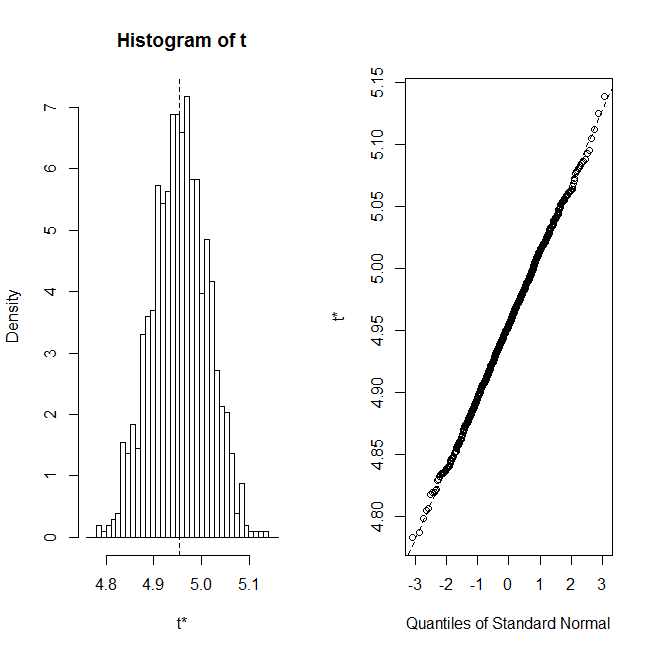 Histogram of t
Density
0
1
2
3
4
5
6
7
4.8 4.9 5.0 5.1
t*
t*
4.80
4.85
4.90
4.95
5.00
5.05
5.10
5.15
-3 -2 -1 0 1 2 3
Quantiles of Standard Normal